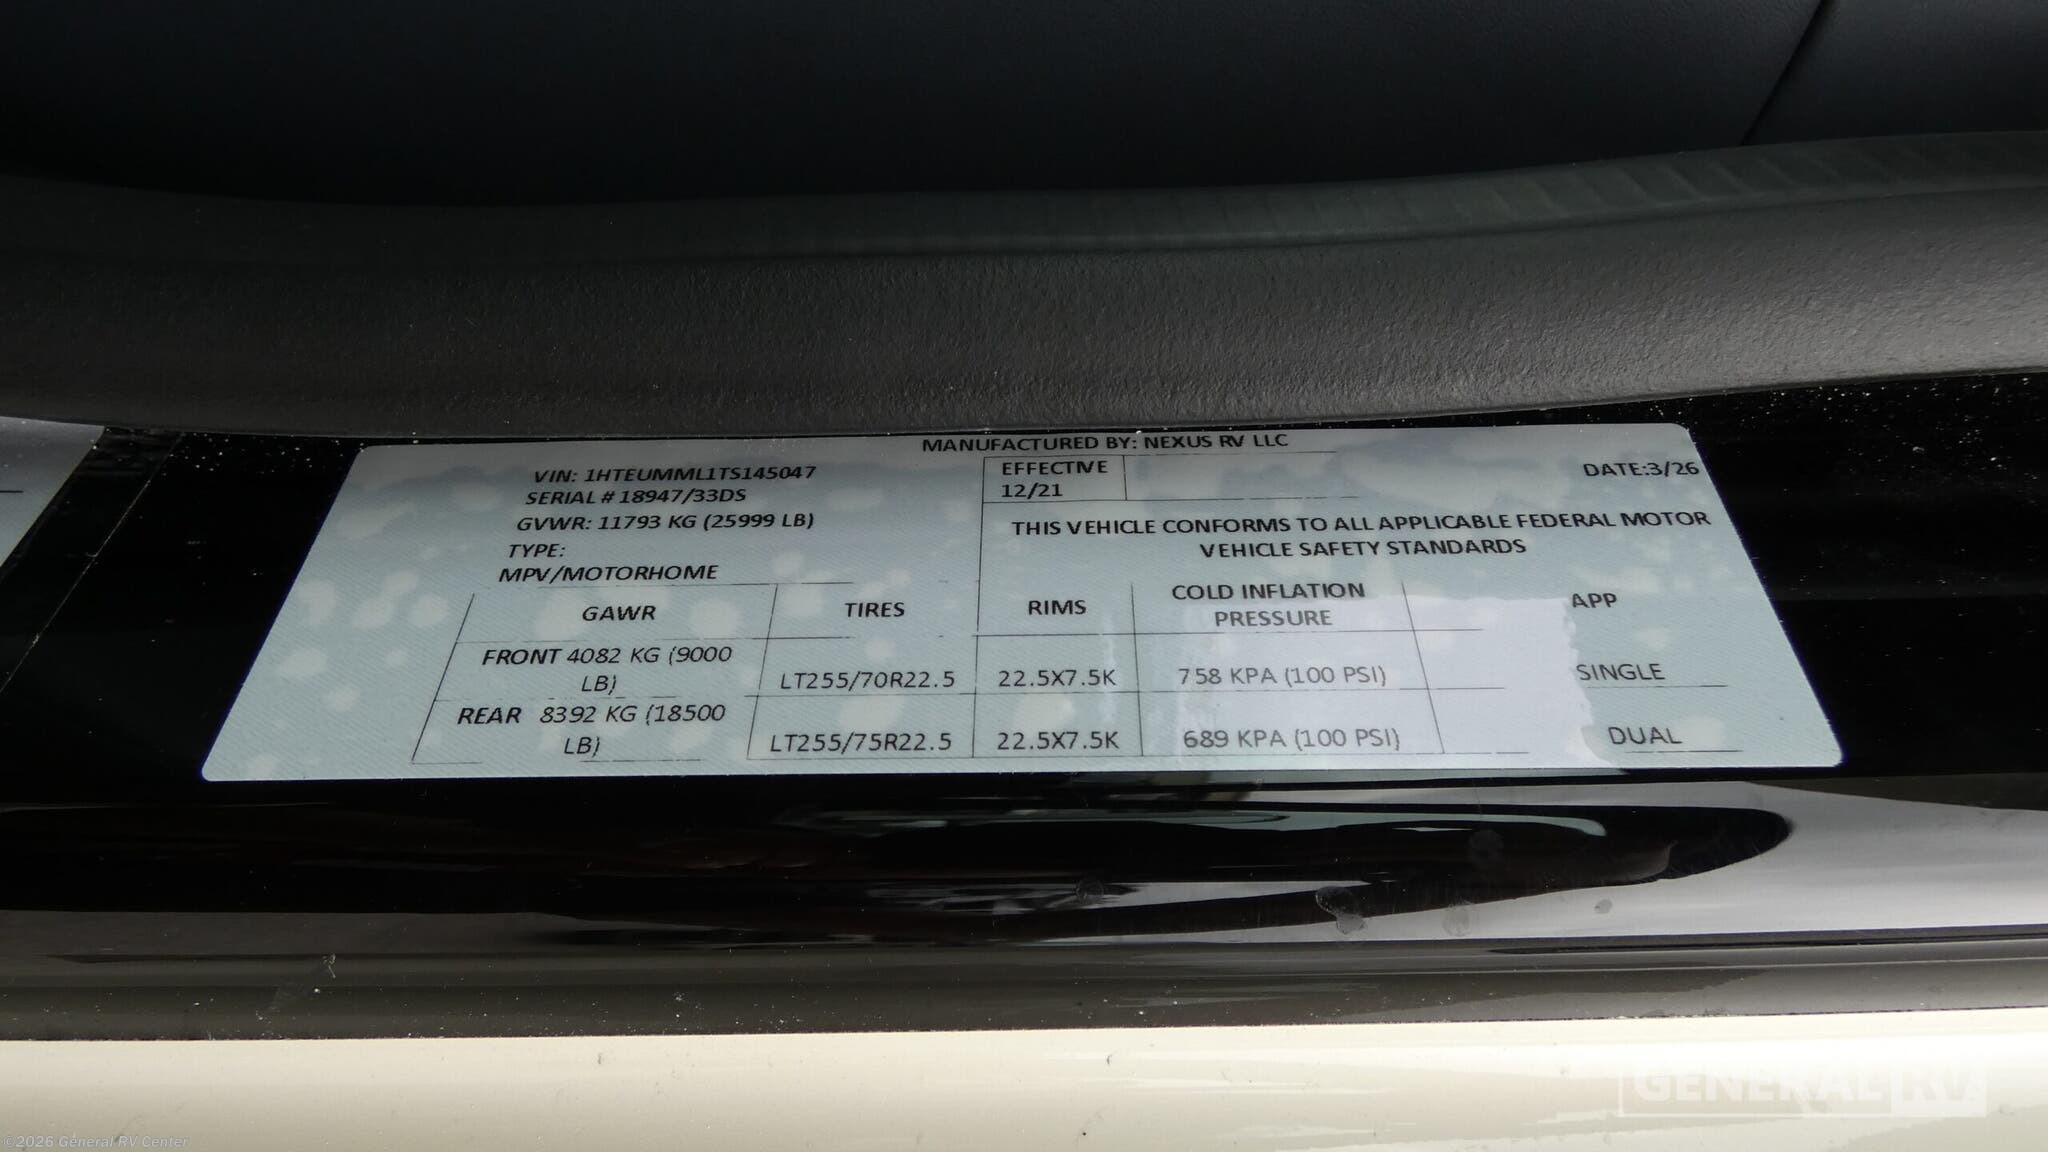 MANUFACTURED BY: NEXUS RV LLC
VIN: 1HTEUMML1TS145047
SERIAL # 18947/33DS
GVWR: 11793 KG (25999 LB)
TYPE:
MPV/MOTORHOME
EFFECTIVE
12/21
DATE:3/26
THIS VEHICLE CONFORMS TO ALL APPLICABLE FEDERAL MOTOR
VEHICLE SAFETY STANDARDS
GAWR TIRES RIMS COLD INFLATION PRESSURE APP
FRONT 4082 KG (9000 LB) LT255/70R22.5 22.5X7.5K 758 KPA (100 PSI) SINGLE
REAR 8392 KG (18500 LB) LT255/75R22.5 22.5X7.5K 689 KPA (100 PSI) DUAL
GENERAL RV
©2026 General RV Center